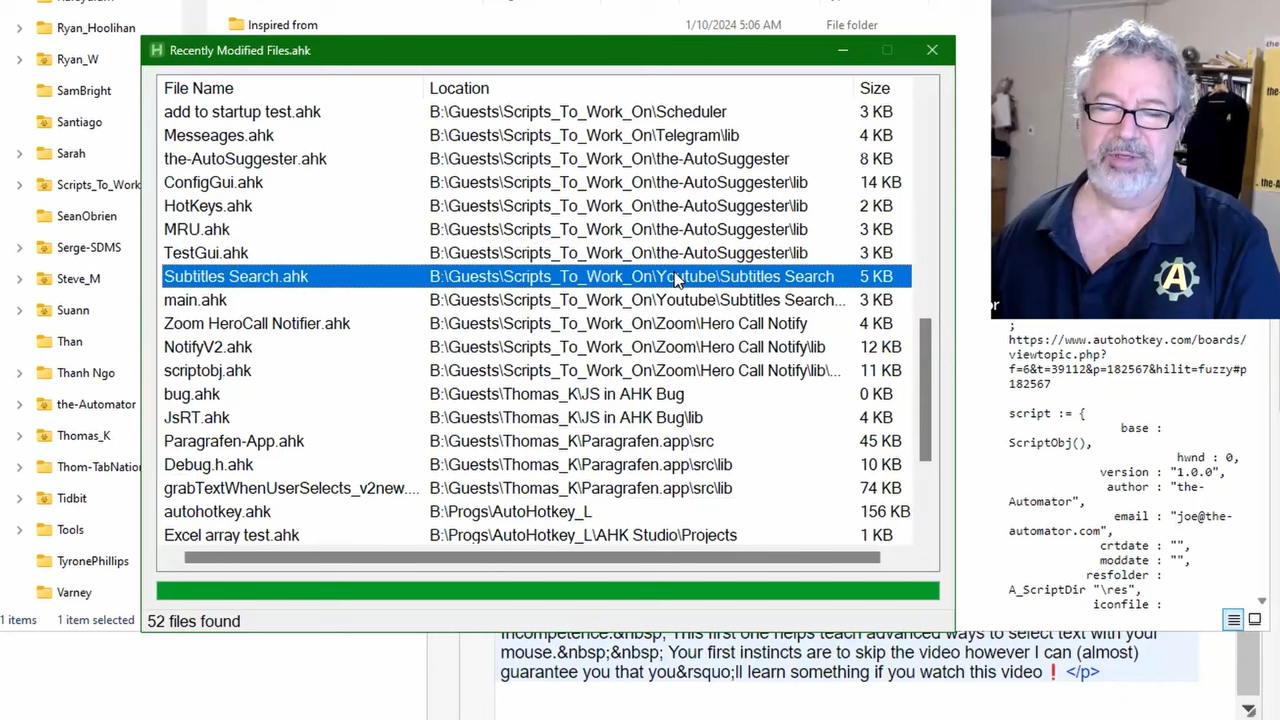 Ryan_Hoolihan
Ryan_W
SamBright
Santiago
Sarah
Scripts_To_Work
SeanObrien
Serge-SDMS
Steve_M
Suann
Than
Thanh Ngo
the-Automator
Thomas_K
Thom-TabNation
Tidbit
Tools
TyronePhillips
Varney
1 items 1 item selected
Inspired from 1/10/2024 5:06 AM File folder
Recently Modified Files.ahk
File Name Location Size
add to startup test.ahk B:\Guests\Scripts_To_Work_On\Scheduler 3 KB
Messeages.ahk B:\Guests\Scripts_To_Work_On\Telegram\lib 4 KB
the-AutoSuggester.ahk B:\Guests\Scripts_To_Work_On\the-AutoSuggester 8 KB
ConfigGui.ahk B:\Guests\Scripts_To_Work_On\the-AutoSuggester\lib 14 KB
HotKeys.ahk B:\Guests\Scripts_To_Work_On\the-AutoSuggester\lib 2 KB
MRU.ahk B:\Guests\Scripts_To_Work_On\the-AutoSuggester\lib 3 KB
TestGui.ahk B:\Guests\Scripts_To_Work_On\the-AutoSuggester\lib 3 KB
Subtitles Search.ahk B:\Guests\Scripts_To_Work_On\Youtube\Subtitles Search 5 KB
main.ahk B:\Guests\Scripts_To_Work_On\Youtube\Subtitles Search... 3 KB
Zoom HeroCall Notifier.ahk B:\Guests\Scripts_To_Work_On\Zoom\Hero Call Notify 4 KB
NotifyV2.ahk B:\Guests\Scripts_To_Work_On\Zoom\Hero Call Notify\lib 12 KB
scriptobj.ahk B:\Guests\Scripts_To_Work_On\Zoom\Hero Call Notify\lib\... 11 KB
bug.ahk B:\Guests\Thomas_K\JS in AHK Bug 0 KB
JsRT.ahk B:\Guests\Thomas_K\JS in AHK Bug\lib 4 KB
Paragrafen-App.ahk B:\Guests\Thomas_K\Paragrafen.app\src 45 KB
Debug.h.ahk B:\Guests\Thomas_K\Paragrafen.app\src\lib 10 KB
grabTextWhenUserSelects_v2new.... B:\Guests\Thomas_K\Paragrafen.app\src\lib 74 KB
autohotkey.ahk B:\Progs\AutoHotkey_L 156 KB
Excel array test.ahk B:\Progs\AutoHotkey_L\AHK Studio\Projects 1 KB
52 files found
A
or
;
https://www.autohotkey.com/boards/
viewtopic.php?
f=6&t=39112&p=182567&hilit=fuzzy#p
182567
script := {
base :
ScriptObj(),
hwnd : 0,
version : "1.0.0",
author : "the-
Automator",
email : "joe@the-
automator.com",
crtdate : "",
moddate : "",
resfolder :
A_ScriptDir "\res",
iconfile :
incompetence.&nbsp; This first one helps teach advanced ways to select text with your
mouse.&nbsp;&nbsp; Your first instincts are to skip the video however I can (almost)
guarantee you that you&rsquo;ll learn something if you watch this video❗ </p>